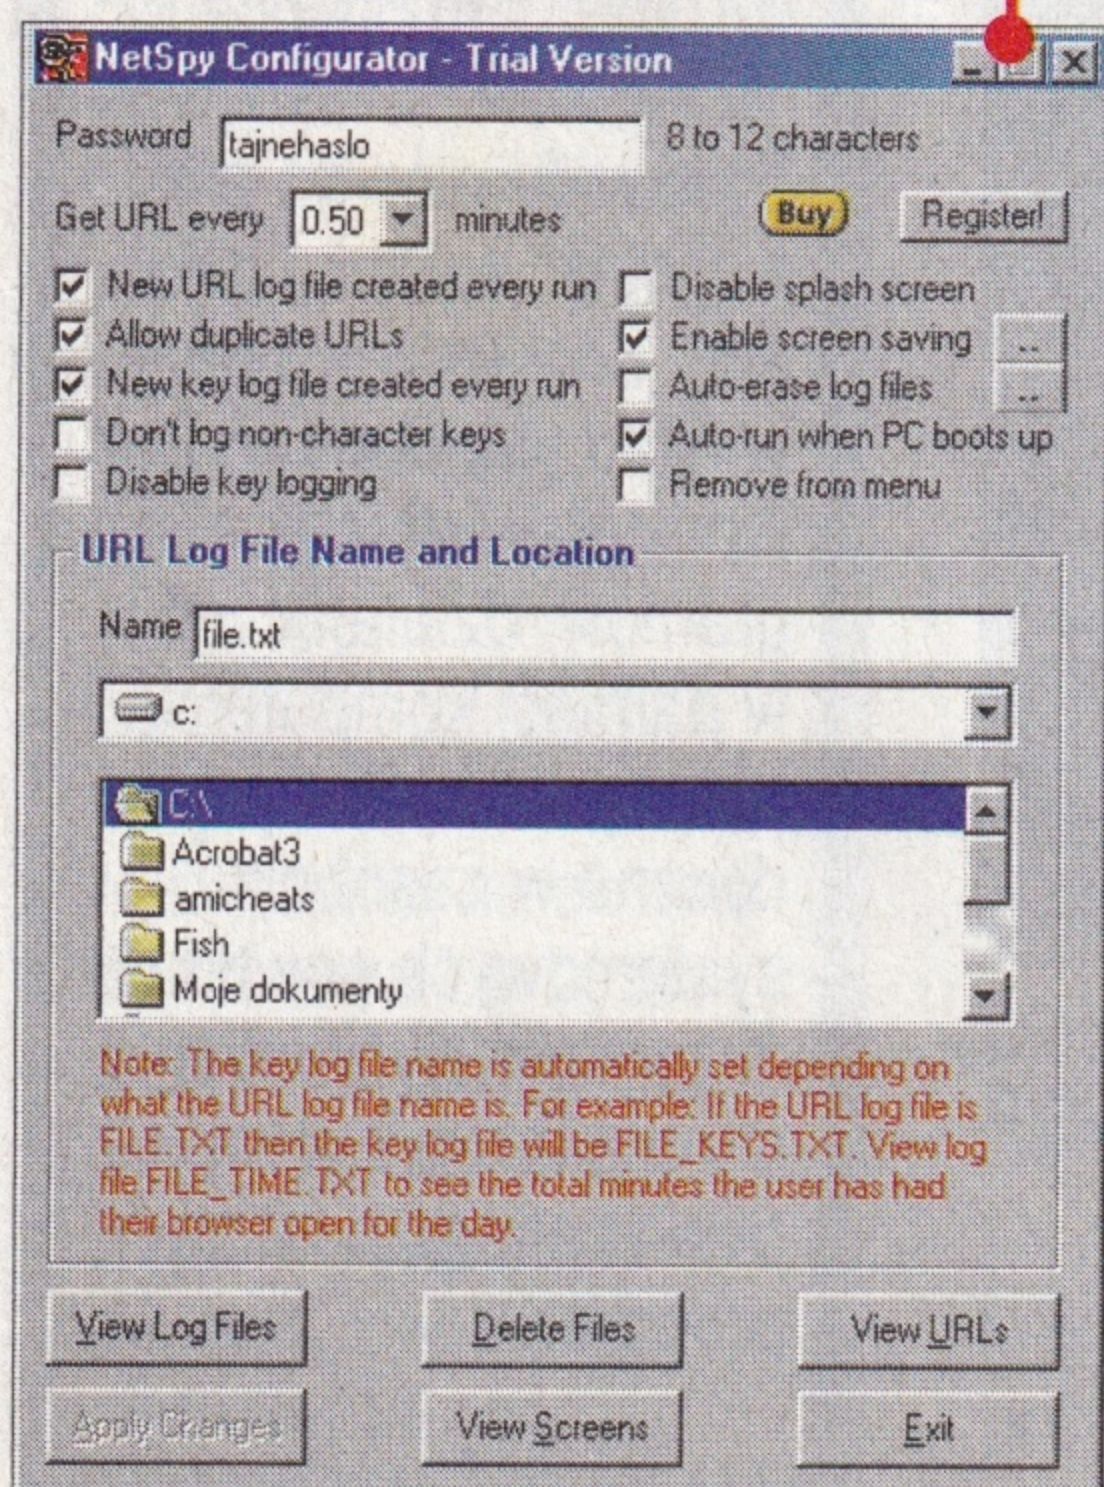 NetSpy Configurator - Trial Version
Password tajnehaslo 8 to 12 characters
Get URL every 0.50 minutes Buy Register!
New URL log file created every run Disable splash screen
Allow duplicate URLs Enable screen saving ..
New key log file created every run Auto-erase log files ..
Don't log non-character keys Auto-run when PC boots up
Disable key logging Remove from menu
URL Log File Name and Location
Name file.txt
c:
C:\
Acrobat3
amicheats
Fish
Moje dokumenty
Note: The key log file name is automatically set depending on
what the URL log file name is. For example: If the URL log file is
FILE.TXT then the key log file will be FILE_KEYS.TXT. View log
file FILE_TIME.TXT to see the total minutes the user has had
their browser open for the day.
View Log Files Delete Files View URLs
Apply Changes View Screens Exit